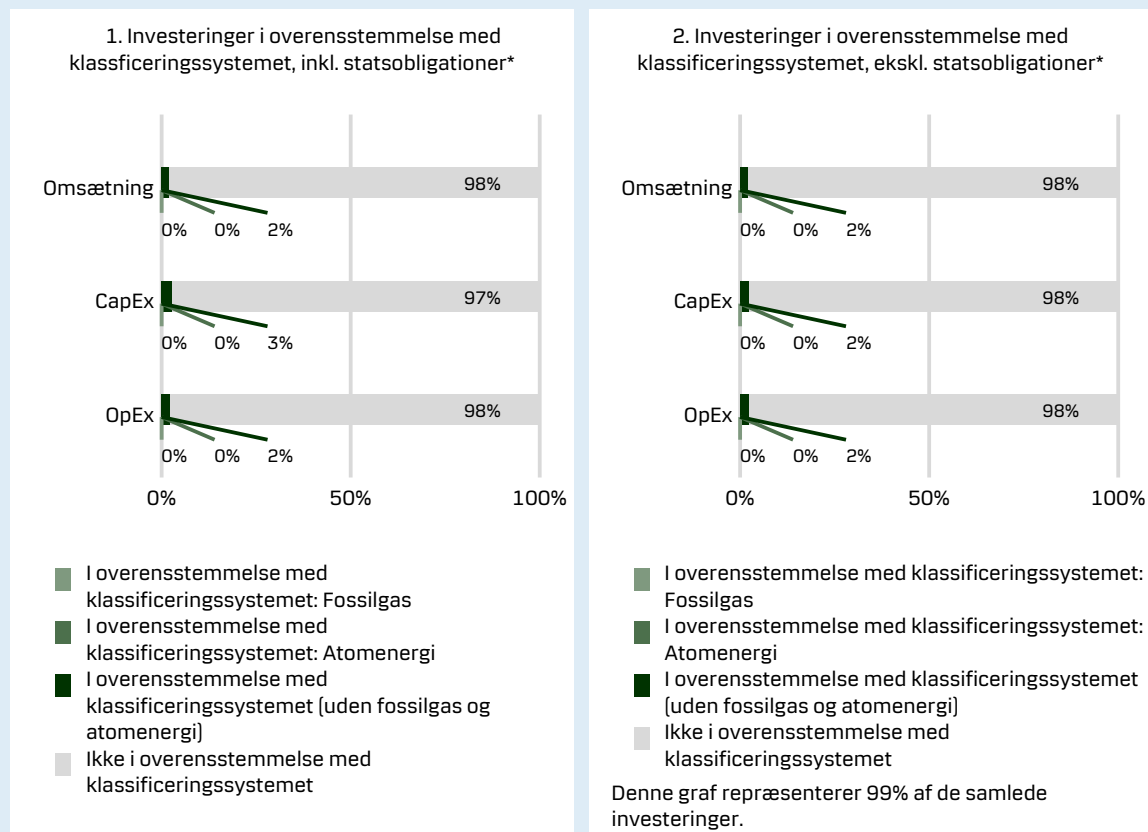 1. Investeringer i overensstemmelse med
klassficeringssystemet, inkl. statsobligationer*
Omsætning
98%
0% 0% 2%
CapEx
97%
0% 0% 3%
OpEx
98%
0% 0% 2%
0% 50% 100%
I overensstemmelse med
klassificeringssystemet: Fossilgas
I overensstemmelse med
klassificeringssystemet: Atomenergi
I overensstemmelse med
klassificeringssystemet (uden fossilgas og
atomenergi)
Ikke i overensstemmelse med
klassificeringssystemet
2. Investeringer i overensstemmelse med
klassificeringssystemet, ekskl. statsobligationer*
Omsætning
98%
0% 0% 2%
CapEx
98%
0% 0% 2%
OpEx
98%
0% 0% 2%
0% 50% 100%
I overensstemmelse med klassificeringssystemet:
Fossilgas
I overensstemmelse med klassificeringssystemet:
Atomenergi
I overensstemmelse med klassificeringssystemet
(uden fossilgas og atomenergi)
Ikke i overensstemmelse med
klassificeringssystemet
Denne graf repræsenterer 99% af de samlede
investeringer.